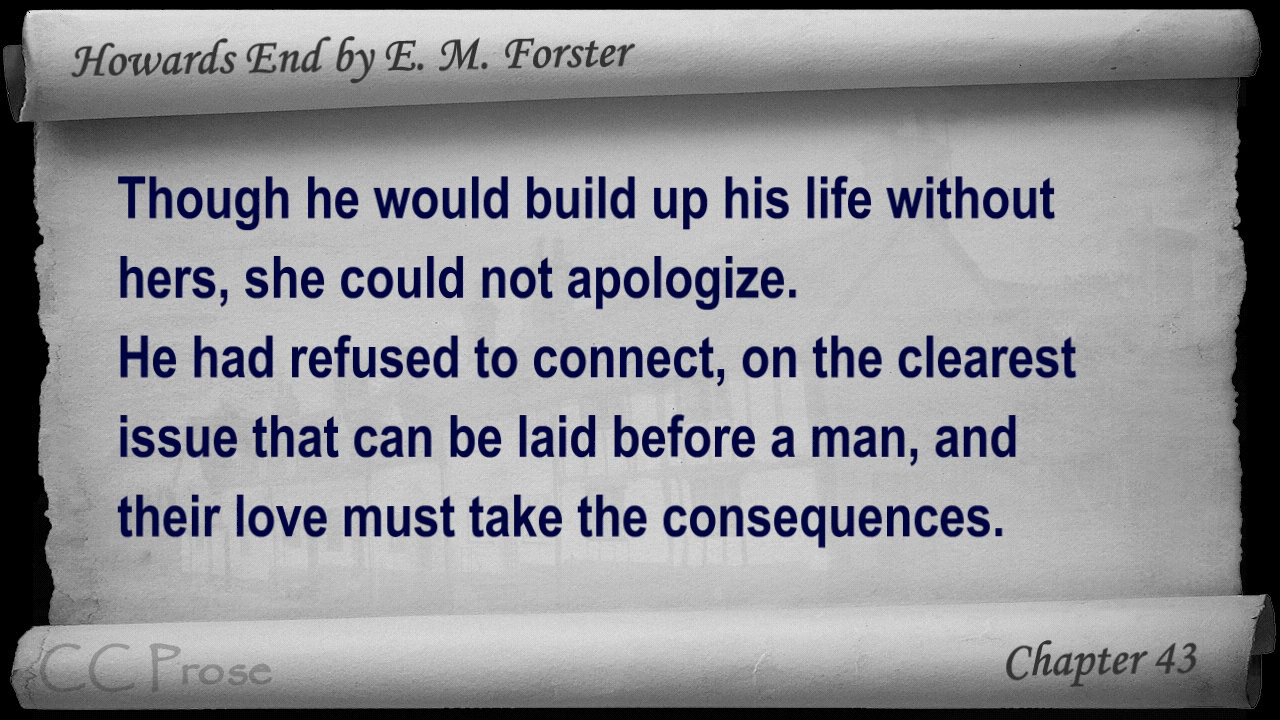 Howards End by E. M. Forster
Though he would build up his life without
hers, she could not apologize.
He had refused to connect, on the clearest
issue that can be laid before a man, and
their love must take the consequences.
CC Prose
Chapter 43